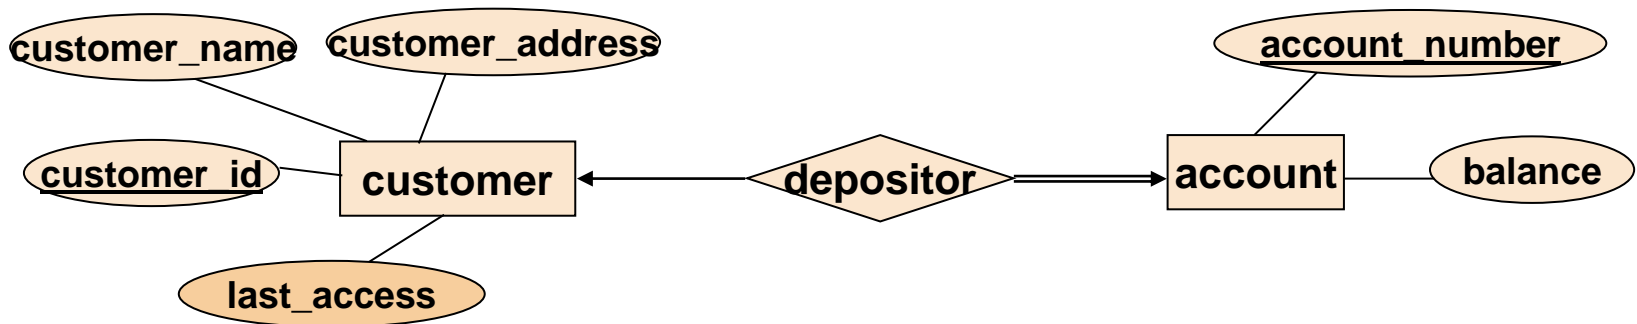 customer_name
customer_address
account_number
customer_id
customer
depositor
account
balance
last_access